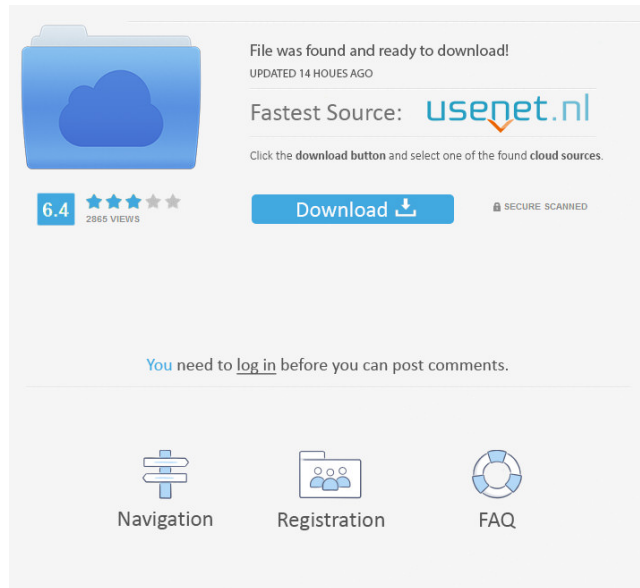 File was found and ready to download!
UPDATED 14 HOUES AGO
Fastest Source: usenet.nl
Click the download button and select one of the found cloud sources.
6.4
2865 VIEWS
Download
SECURE SCANNED
You need to log in before you can post comments.
Navigation Registration FAQ